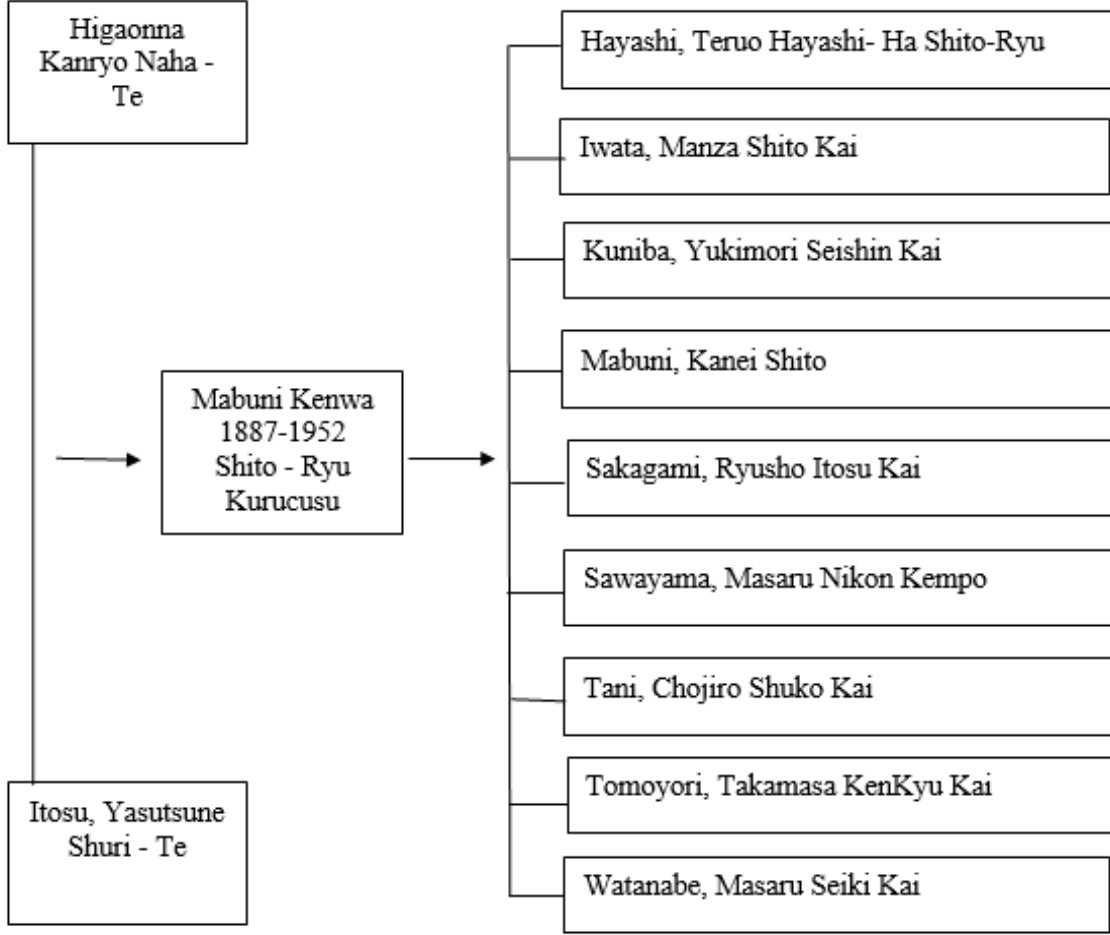 Higaonna
Kanryo Naha -
Te
Itosu, Yasutsune
Shuri - Te
Mabuni Kenwa
1887-1952
Shito - Ryu
Kurucusu
Hayashi, Teruo Hayashi- Ha Shito-Ryu
Iwata, Manza Shito Kai
Kuniba, Yukimori Seishin Kai
Mabuni, Kanei Shito
Sakagami, Ryusho Itosu Kai
Sawayama, Masaru Nikon Kempo
Tani, Chojiro Shuko Kai
Tomoyori, Takamasa KenKyu Kai
Watanabe, Masaru Seiki Kai